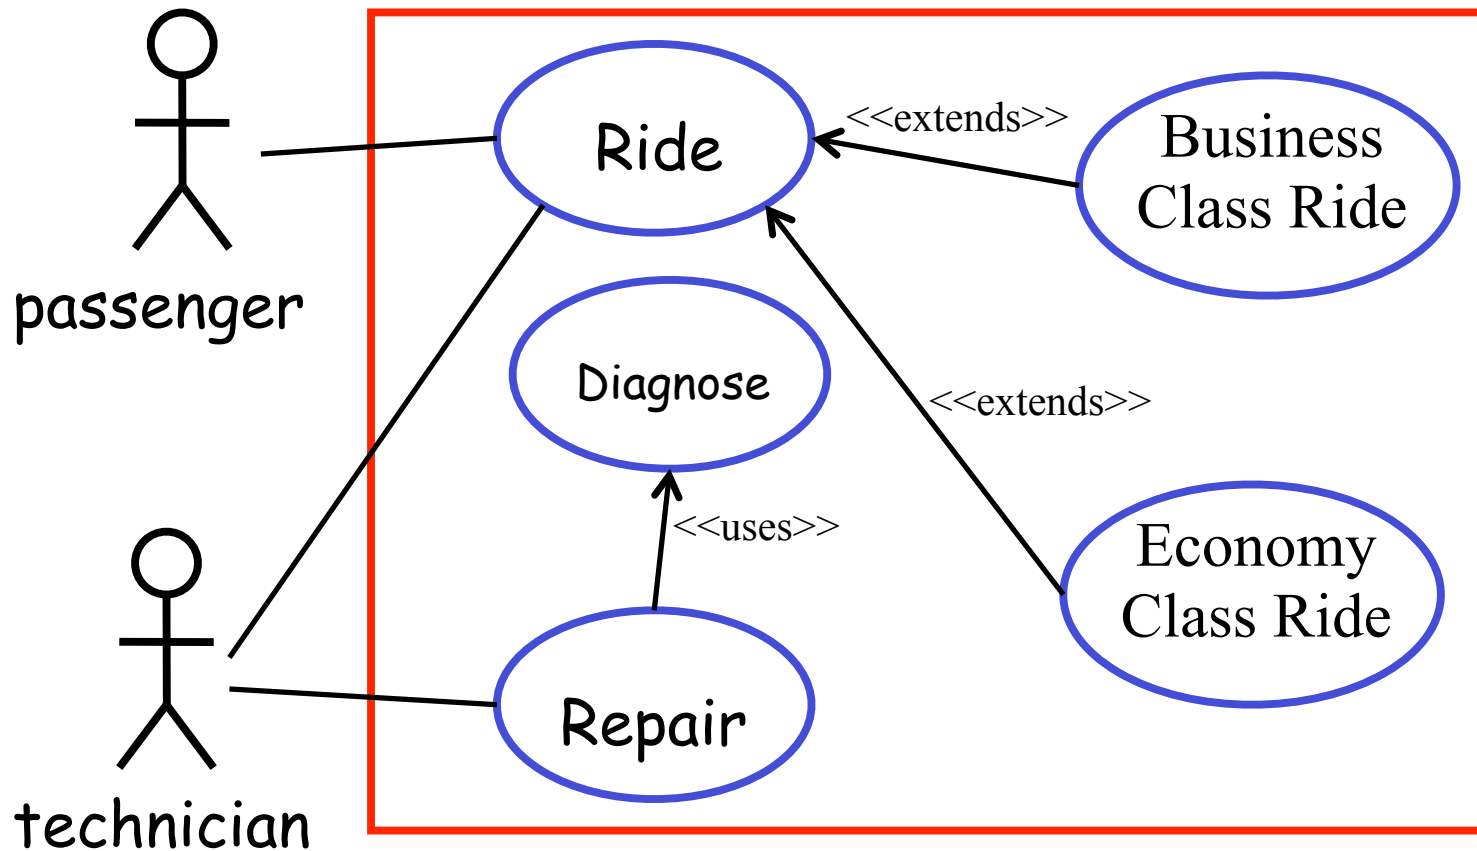 Ride
<<extends>>
Business
Class Ride
passenger
Diagnose
<<extends>>
<<uses>>
Economy
Class Ride
Repair
technician